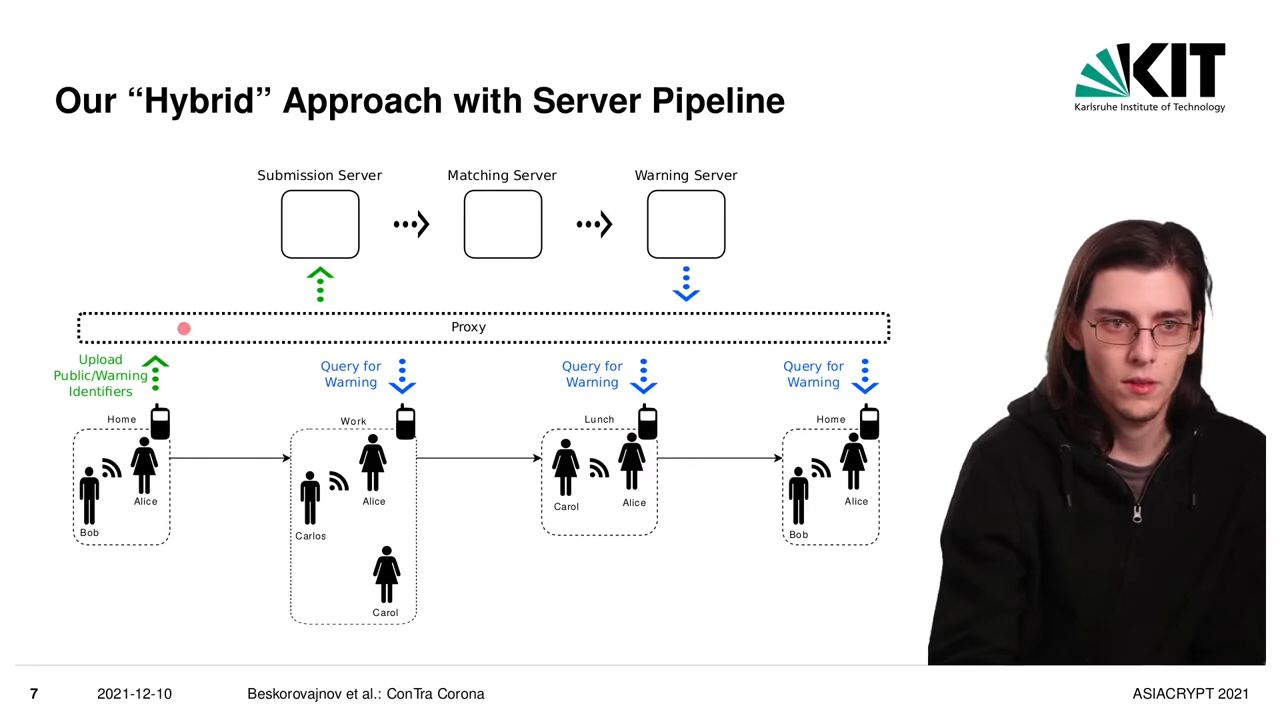 KIT
Karlsruhe Institute of Technology
Our “Hybrid” Approach with Server Pipeline
Submission Server
Matching Server
Warning Server
Proxy
Upload
Public/Warning
Identifiers
Query for
Warning
Query for
Warning
Query for
Warning
Home
Alice
Bob
Work
Alice
Carlos
Carol
Lunch
Carol
Alice
Home
Alice
Bob
7
2021-12-10
Beskorovajnov et al.: ConTra Corona
ASIACRYPT 2021